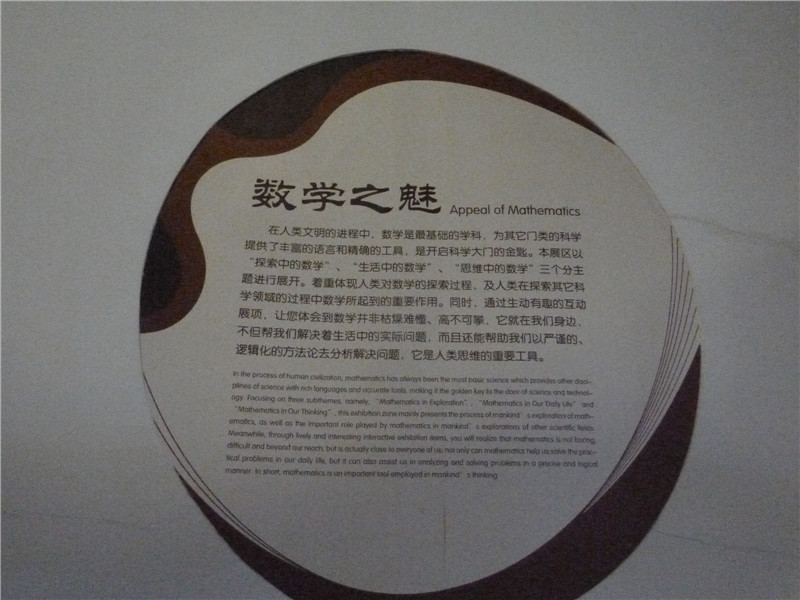 数学之魅 Appeal of Mathematics
在人类文明的进程中，数学是最基础的学科，为其它门类的科学
提供了丰富的语言和精确的工具，是开启科学大门的金匙。本展区以
“探索中的数学”、“生活中的数学”、“思维中的数学”三个分主
题进行展开。着重体现人类对数学的探索过程，及人类在探索其它科
学领域的过程中数学所起到的重要作用。同时，通过生动有趣的互动
展项，让您体会到数学并非枯燥难懂、高不可攀，它就在我们身边，
不但帮我们解决着生活中的实际问题，而且还能帮助我们以严谨的、
逻辑化的方法论去分析解决问题，它是人类思维的重要工具。
In the process of human civilization, mathematics has always been the most basic science which provides other disci-
plines of science with rich languages and accurate tools, making it the golden key to the door of science and technol-
ogy. Focusing on three subthemes, namely, “Mathematics in Exploration”, “Mathematics in Our Daily Life” and
“Mathematics in Our Thinking”, this exhibition zone mainly presents the process of mankind’s exploration of math-
ematics, as well as the important role played by mathematics in mankind’s explorations of other scientific fields.
Meanwhile, through lively and interesting interactive exhibition items, you will realize that mathematics is not boring,
difficult and beyond our reach, but is actually close to everyone of us; not only can mathematics help us solve the prac-
tical problems in our daily life, but it can also assist us in analyzing and solving problems in a precise and logical
manner. In short, mathematics is an important tool employed in mankind’s thinking.